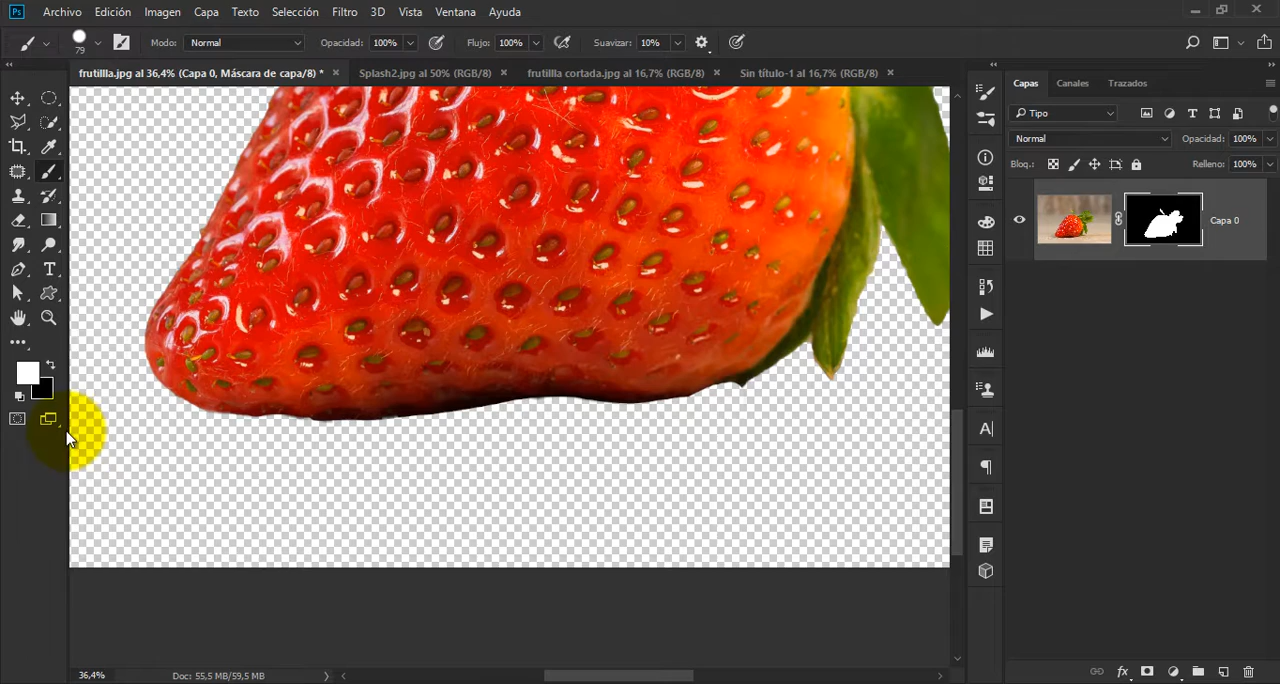 Ps Archivo Edición Imagen Capa Texto Selección Filtro 3D Vista Ventana Ayuda
79 Modo: Normal Opacidad: 100% Flujo: 100% Suavizar: 10%
frutilla.jpg al 36,4% (Capa 0, Máscara de capa/8) * × Splash2.jpg al 50% (RGB/8) × frutilla cortada.jpg al 16,7% (RGB/8) × Sin título-1 al 16,7% (RGB/8) ×
Capas Canales Trazados
Tipo
Normal Opacidad: 100%
Bloq.: Relleno: 100%
Capa 0
36,4% Doc: 55,5 MB/59,5 MB